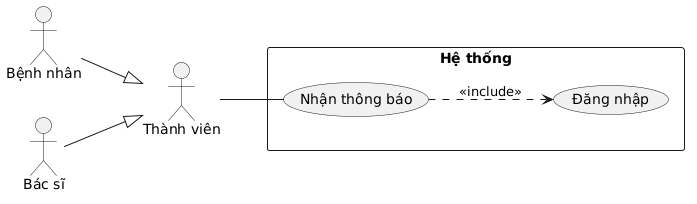 Bệnh nhân
Bác sĩ
Thành viên
Hệ thống
Nhận thông báo
«include»
Đăng nhập